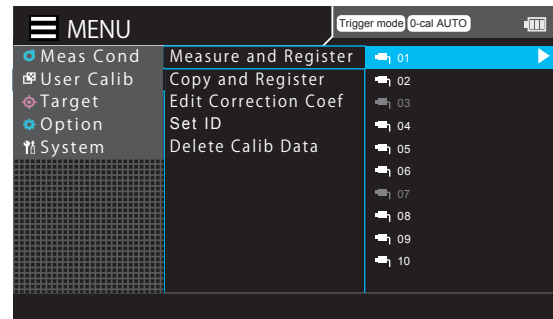 MENU
Trigger mode 0-cal AUTO
Meas Cond
User Calib
Target
Option
System
Measure and Register
Copy and Register
Edit Correction Coef
Set ID
Delete Calib Data
01
02
03
04
05
06
07
08
09
10